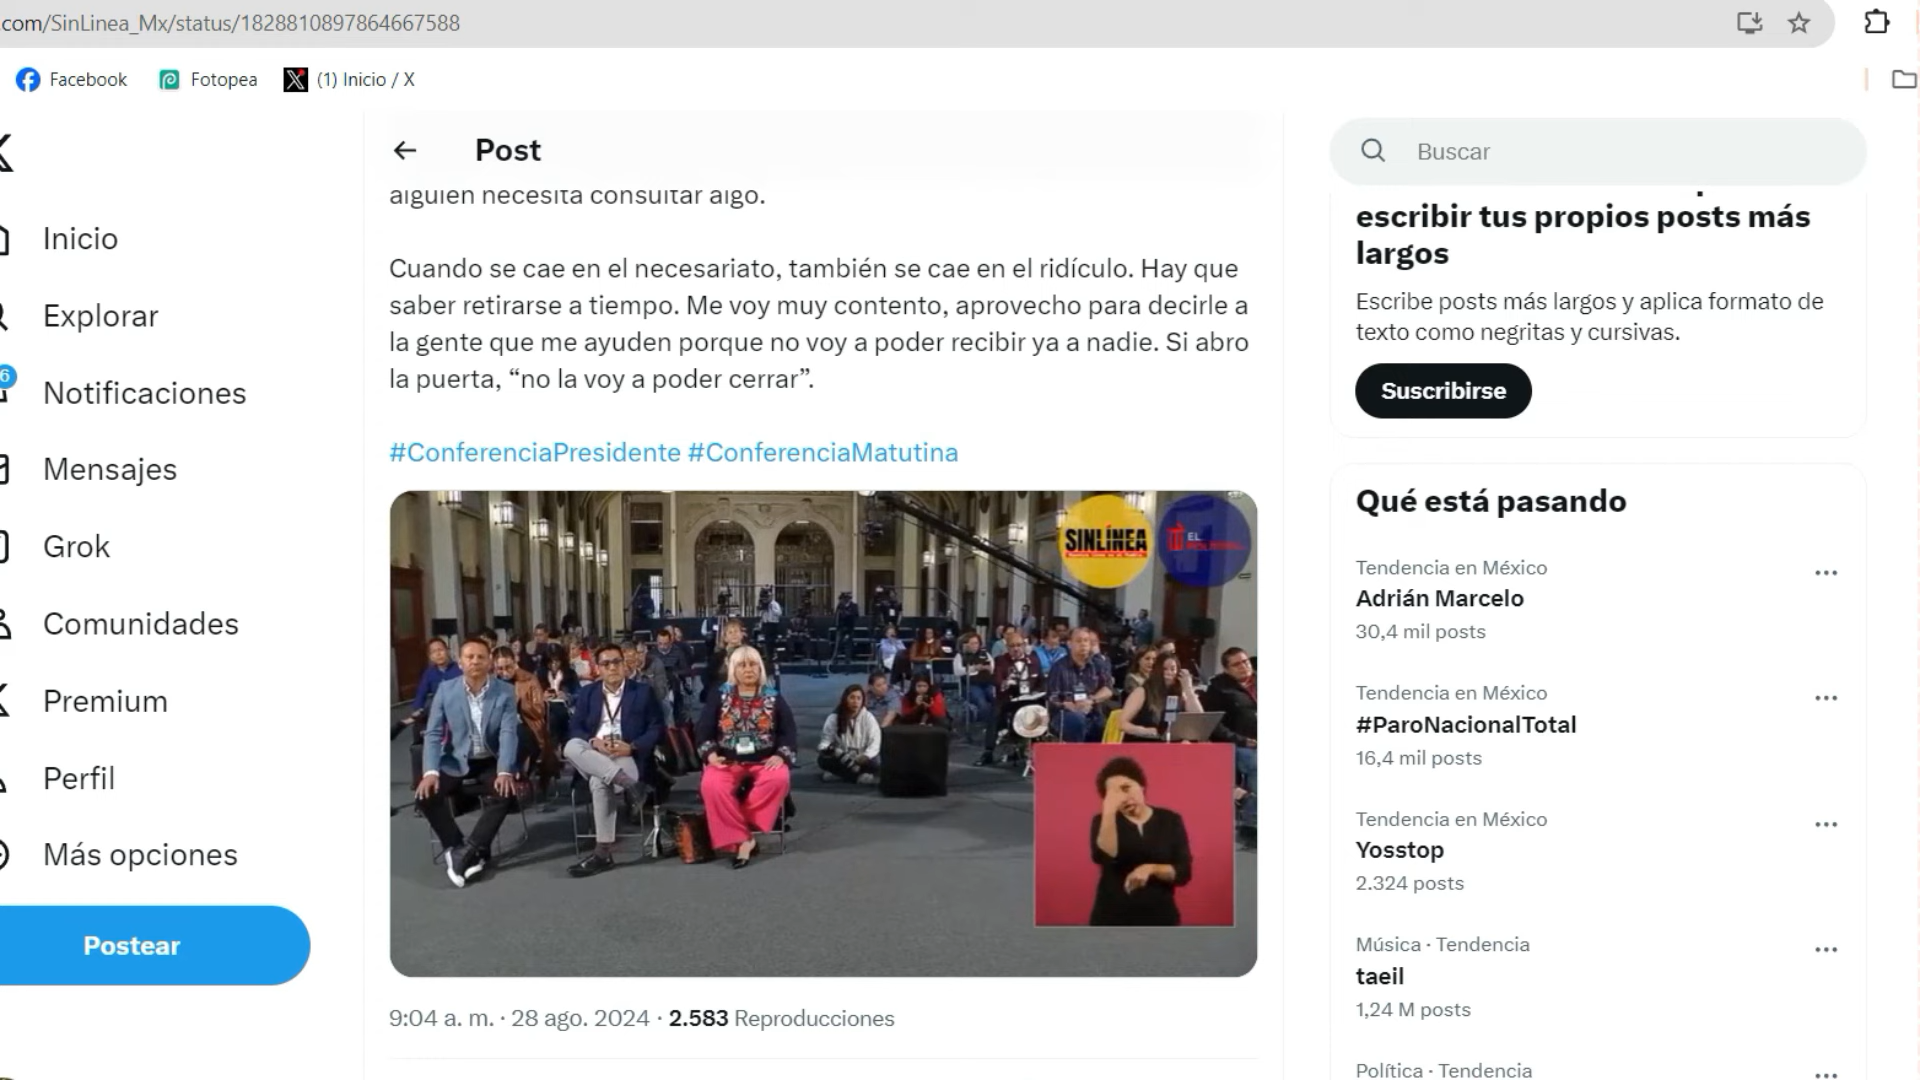 .com/SinLinea_Mx/status/1828810897864667588
Facebook
Fotopea
(1) Inicio / X
Inicio
Explorar
6
Notificaciones
Mensajes
Grok
Comunidades
Premium
Perfil
Más opciones
Postear
Post
alguien necesita consultar algo.
Cuando se cae en el necesariato, también se cae en el ridículo. Hay que
saber retirarse a tiempo. Me voy muy contento, aprovecho para decirle a
la gente que me ayuden porque no voy a poder recibir ya a nadie. Si abro
la puerta, “no la voy a poder cerrar”.
#ConferenciaPresidente #ConferenciaMatutina
SINLÍNEA
EL
9:04 a. m. · 28 ago. 2024 · 2.583 Reproducciones
Buscar
escribir tus propios posts más
largos
Escribe posts más largos y aplica formato de
texto como negritas y cursivas.
Suscribirse
Qué está pasando
Tendencia en México
Adrián Marcelo
30,4 mil posts
Tendencia en México
#ParoNacionalTotal
16,4 mil posts
Tendencia en México
Yosstop
2.324 posts
Música · Tendencia
taeil
1,24 M posts
Política · Tendencia